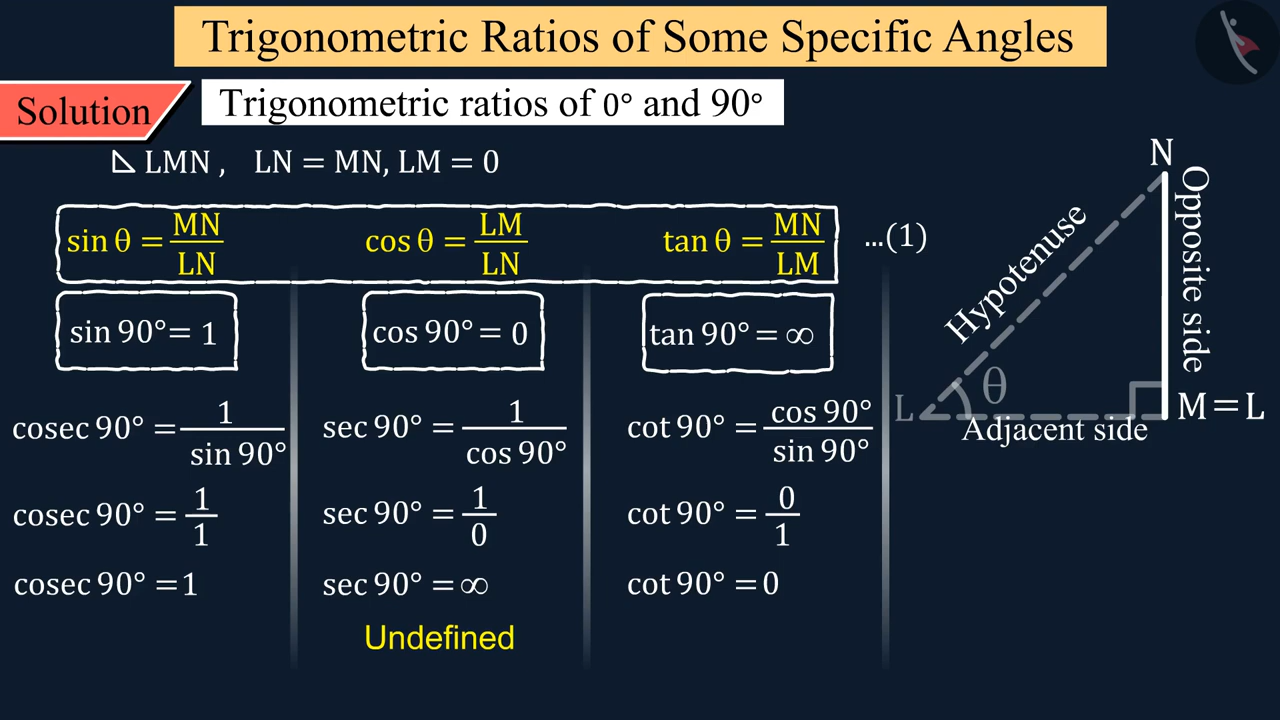 Trigonometric Ratios of Some Specific Angles
Solution
Trigonometric ratios of 0° and 90°
⊿ LMN , LN = MN, LM = 0
sin θ = MN/LN
cos θ = LM/LN
tan θ = MN/LM
...(1)
sin 90° = 1
cos 90° = 0
tan 90° = ∞
cosec 90° = 1/sin 90°
sec 90° = 1/cos 90°
cot 90° = cos 90°/sin 90°
cosec 90° = 1/1
sec 90° = 1/0
cot 90° = 0/1
cosec 90° = 1
sec 90° = ∞
cot 90° = 0
Undefined
N
Hypotenuse
Opposite side
θ
L
M = L
Adjacent side